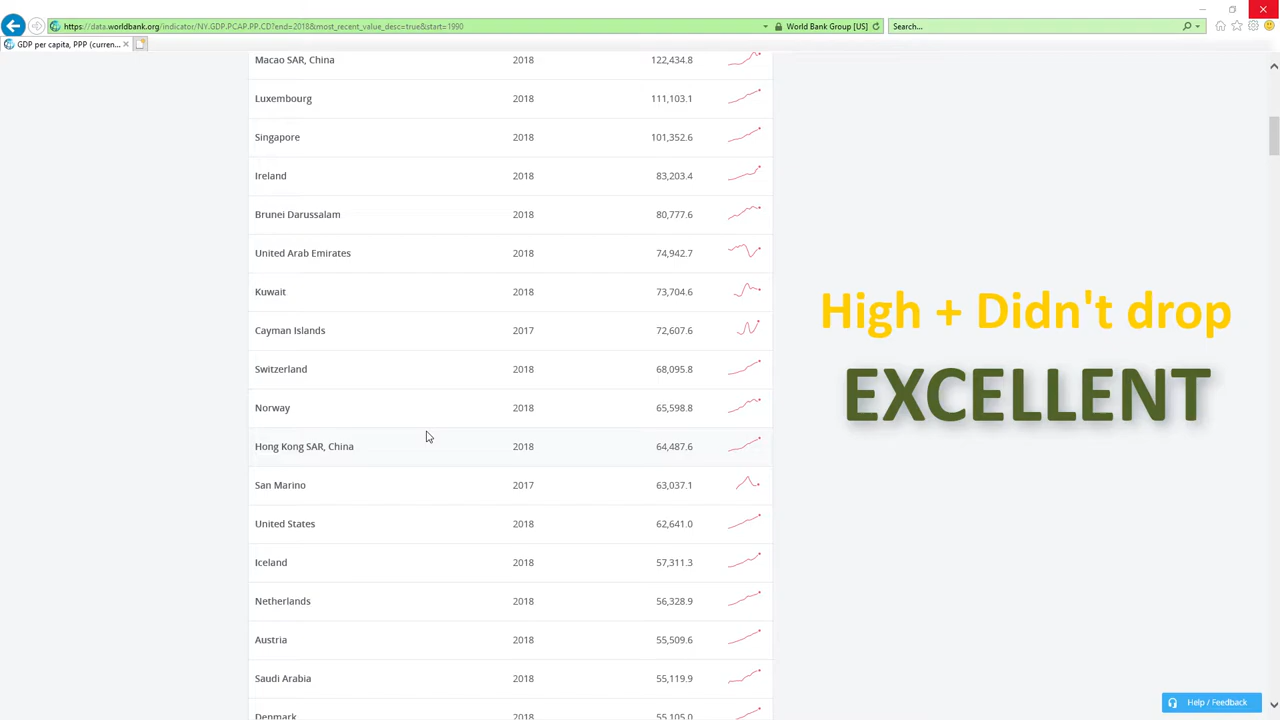 https://data.worldbank.org/indicator/NY.GDP.PCAP.PP.CD?end=2018&most_recent_value_desc=true&start=1990
World Bank Group [US]
Search...
GDP per capita, PPP (curren...
Macao SAR, China 2018 122,434.8
Luxembourg 2018 111,103.1
Singapore 2018 101,352.6
Ireland 2018 83,203.4
Brunei Darussalam 2018 80,777.6
United Arab Emirates 2018 74,942.7
Kuwait 2018 73,704.6
Cayman Islands 2017 72,607.6
Switzerland 2018 68,095.8
Norway 2018 65,598.8
Hong Kong SAR, China 2018 64,487.6
San Marino 2017 63,037.1
United States 2018 62,641.0
Iceland 2018 57,311.3
Netherlands 2018 56,328.9
Austria 2018 55,509.6
Saudi Arabia 2018 55,119.9
Denmark 2018 55,105.0
High + Didn't drop
EXCELLENT
Help / Feedback